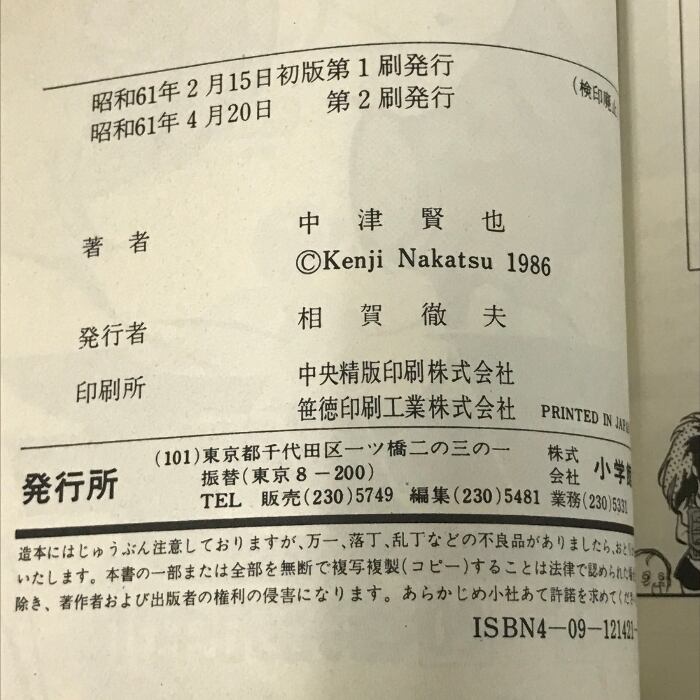 昭和61年2月15日初版第1刷発行
昭和61年4月20日 第2刷発行
(検印廃止
著者 中津賢也
©Kenji Nakatsu 1986
発行者 相賀徹夫
印刷所 中央精版印刷株式会社
笹徳印刷工業株式会社 PRINTED IN JAPAN
発行所
(101)東京都千代田区一ツ橋二の三の一
振替(東京8-200)
TEL 販売(230)5749 編集(230)5481 業務(230)5331
株式会社 小学館
造本にはじゅうぶん注意しておりますが、万一、落丁、乱丁などの不良品がありましたら、おと
いたします。本書の一部または全部を無断で複写複製(コピー)することは法律で認められた
除き、著作者および出版者の権利の侵害になります。あらかじめ小社あて許諾を求めてくだ
ISBN4-09-121421-